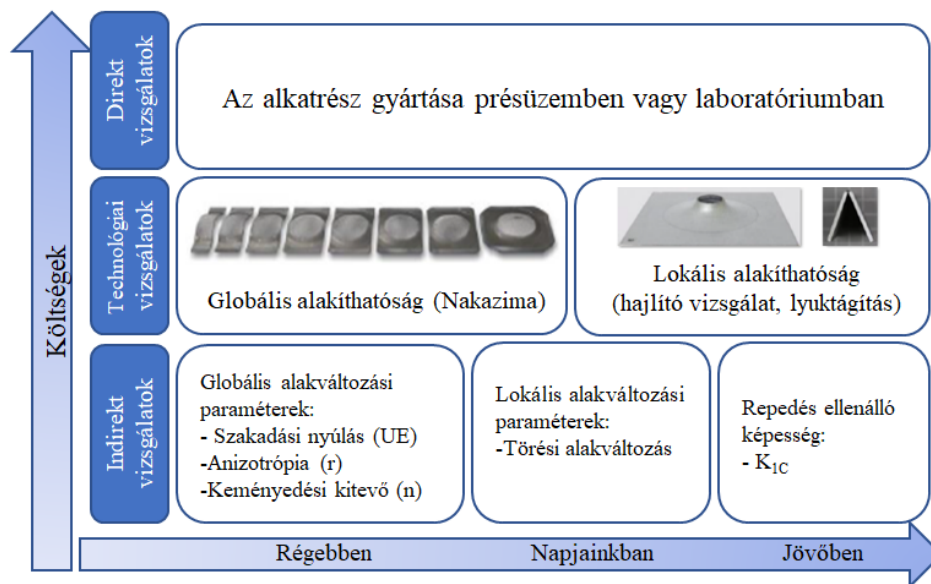 Költségek
Direkt
vizsgálatok
Az alkatrész gyártása présüzemben vagy laboratóriumban
Technológiai
vizsgálatok
Globális alakíthatóság (Nakazima)
Lokális alakíthatóság
(hajlító vizsgálat, lyuktágítás)
Indirekt
vizsgálatok
Globális alakváltozási
paraméterek:
- Szakadási nyúlás (UE)
- Anizotrópia (r)
- Keményedési kitevő (n)
Lokális alakváltozási
paraméterek:
-Törési alakváltozás
Repedés ellenálló
képesség:
- K1C
Régebben
Napjainkban
Jövőben